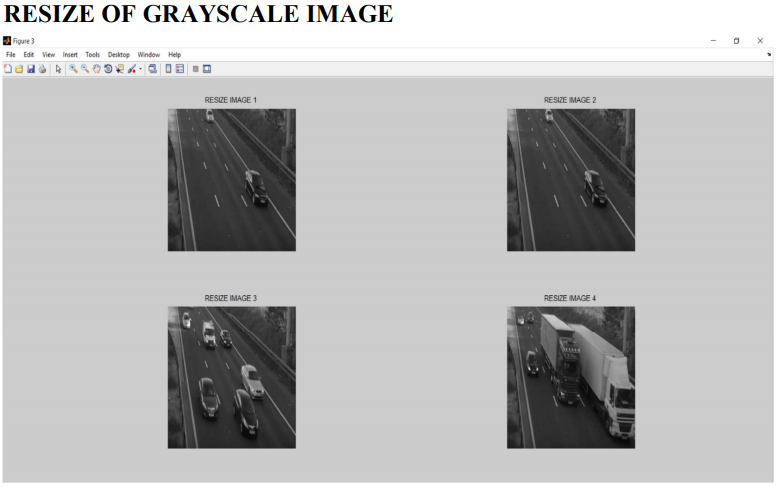 RESIZE OF GRAYSCALE IMAGE
Figure 3
File Edit View Insert Tools Desktop Window Help
RESIZE IMAGE 1 RESIZE IMAGE 2
RESIZE IMAGE 3 RESIZE IMAGE 4